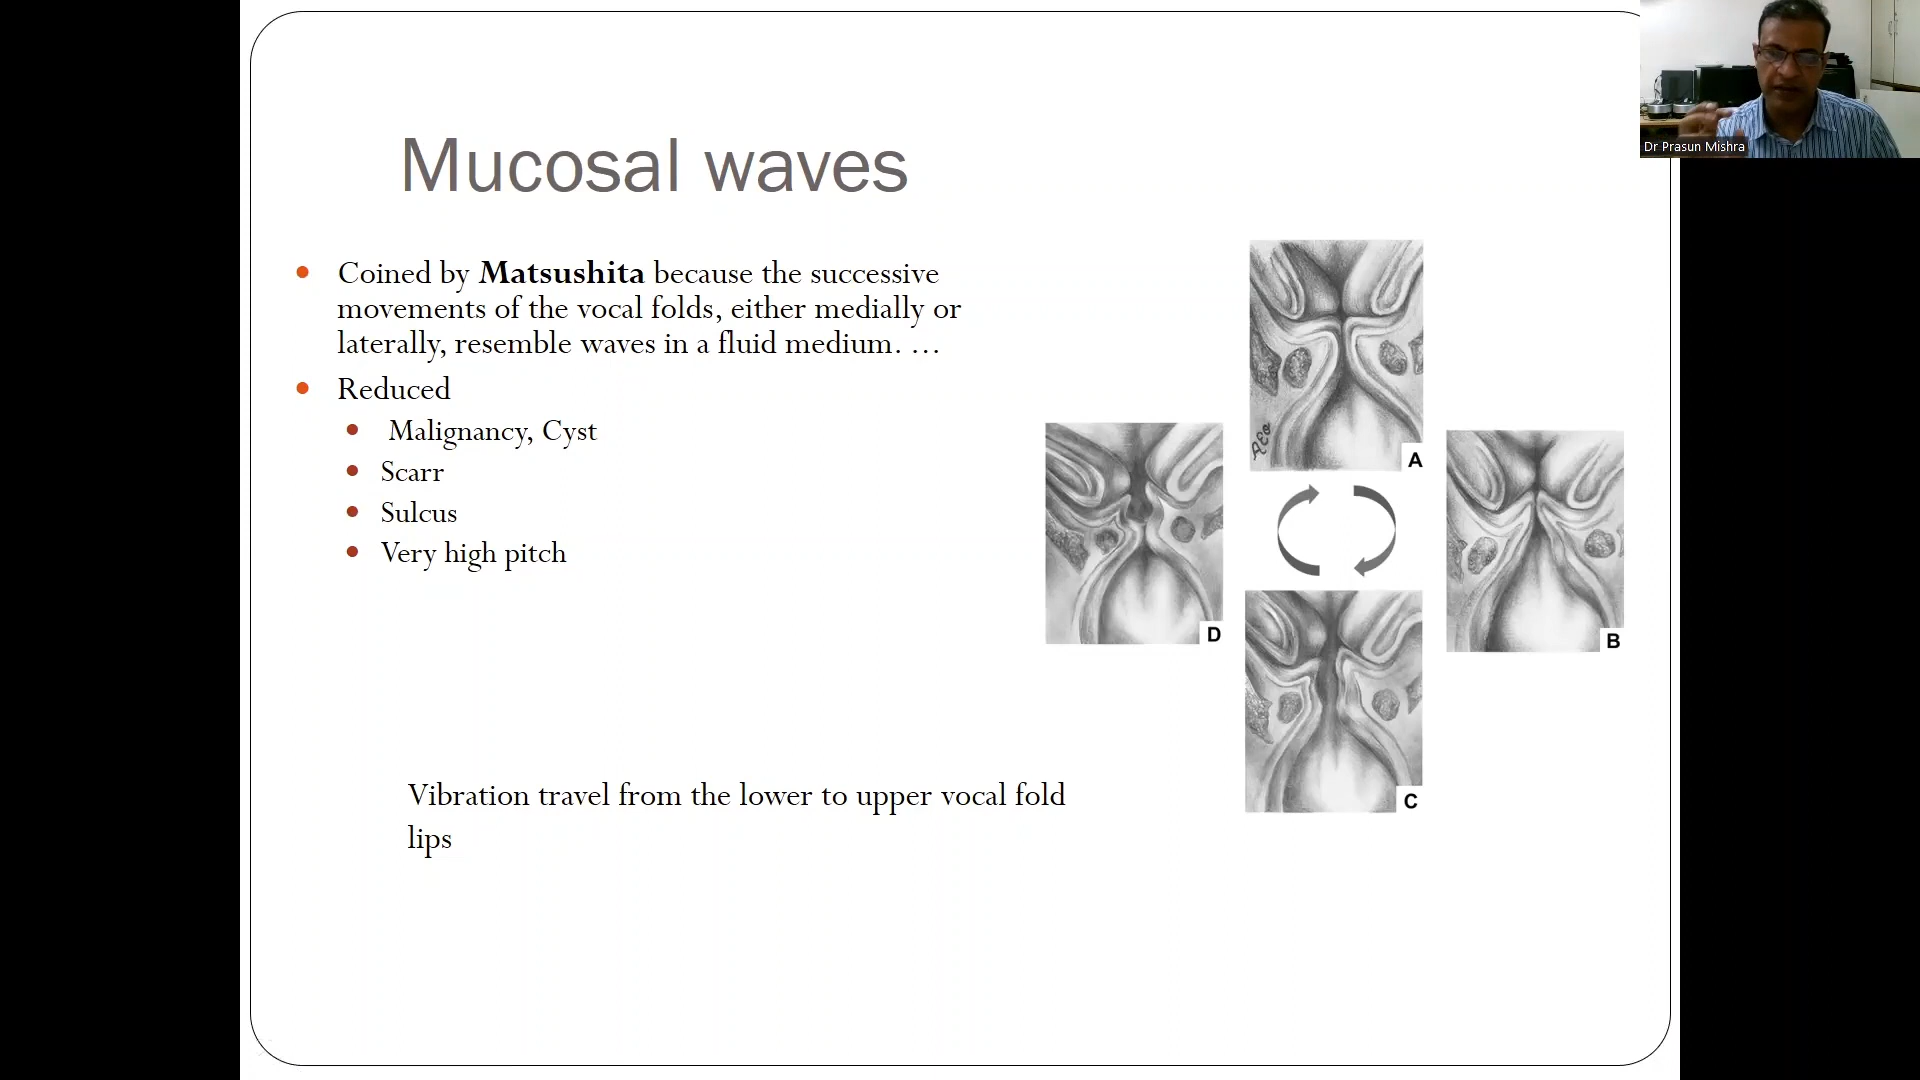 Dr Prasun Mishra
Mucosal waves
Coined by Matsushita because the successive
movements of the vocal folds, either medially or
laterally, resemble waves in a fluid medium. …
Reduced
Malignancy, Cyst
Scarr
Sulcus
Very high pitch
A
B
C
D
Vibration travel from the lower to upper vocal fold
lips